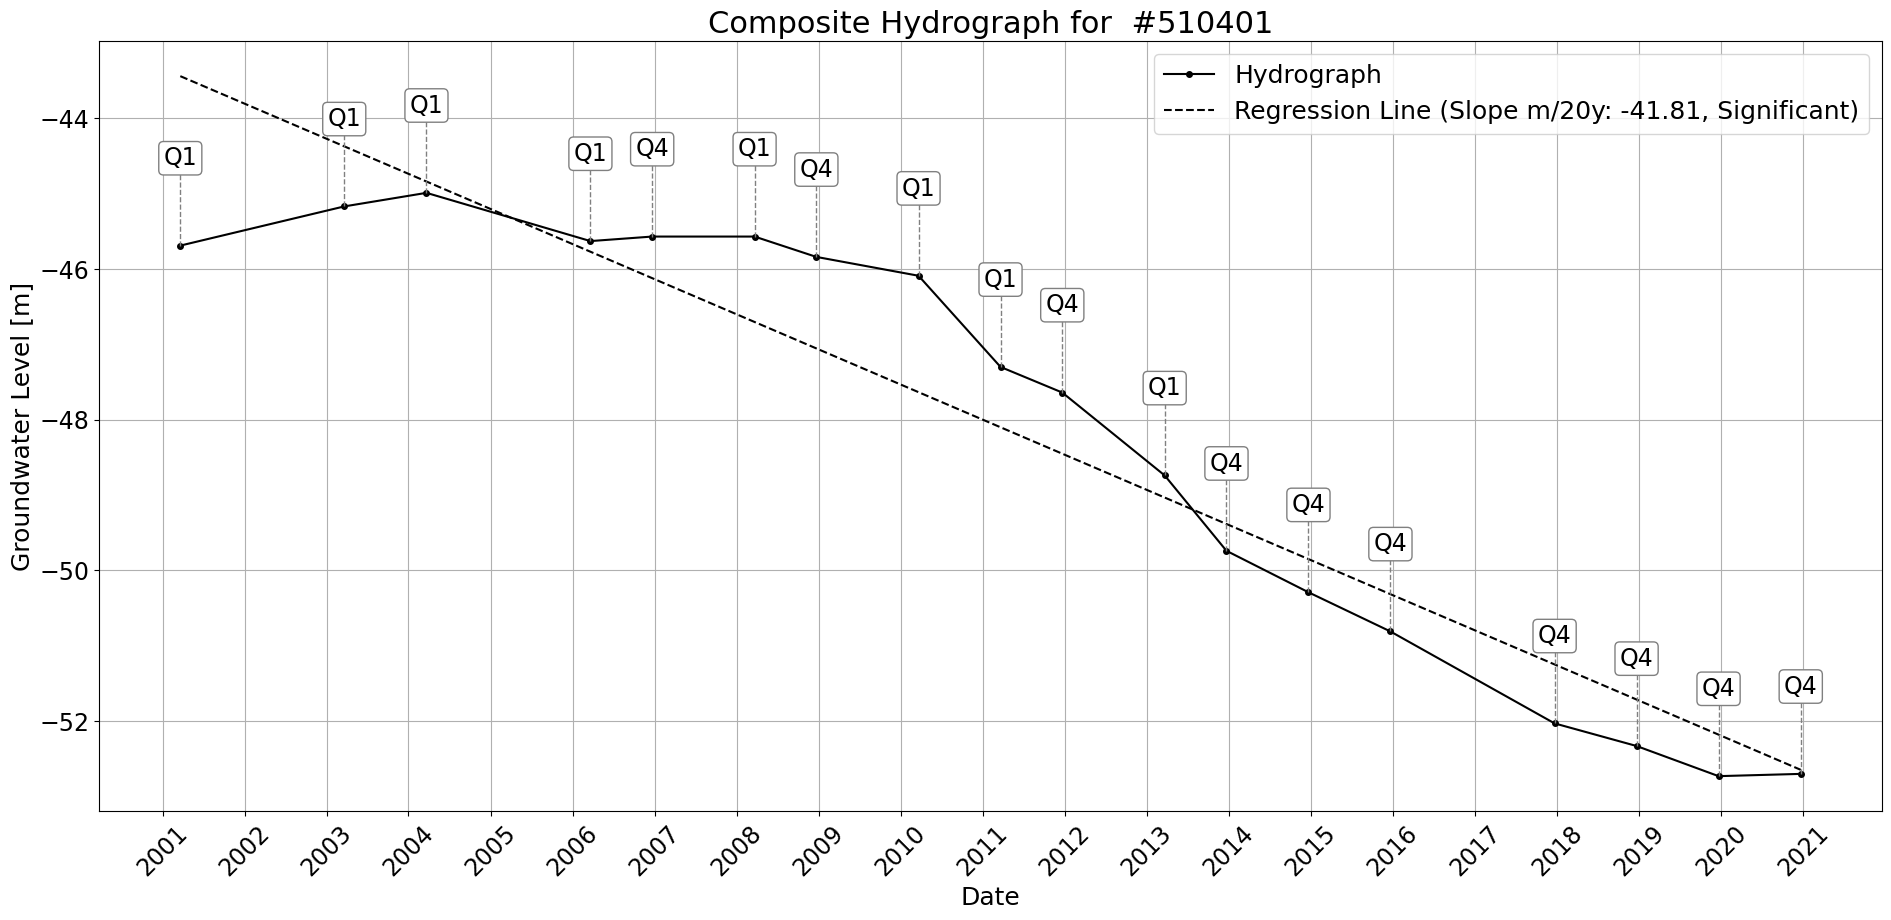 Composite Hydrograph for  #510401
Hydrograph
Regression Line (Slope m/20y: -41.81, Significant)
Groundwater Level [m]
−44
−46
−48
−50
−52
Q1
Q1
Q1
Q1
Q4
Q1
Q4
Q1
Q1
Q4
Q1
Q4
Q4
Q4
Q4
Q4
Q4
Q4
2001
2002
2003
2004
2005
2006
2007
2008
2009
2010
2011
2012
2013
2014
2015
2016
2017
2018
2019
2020
2021
Date